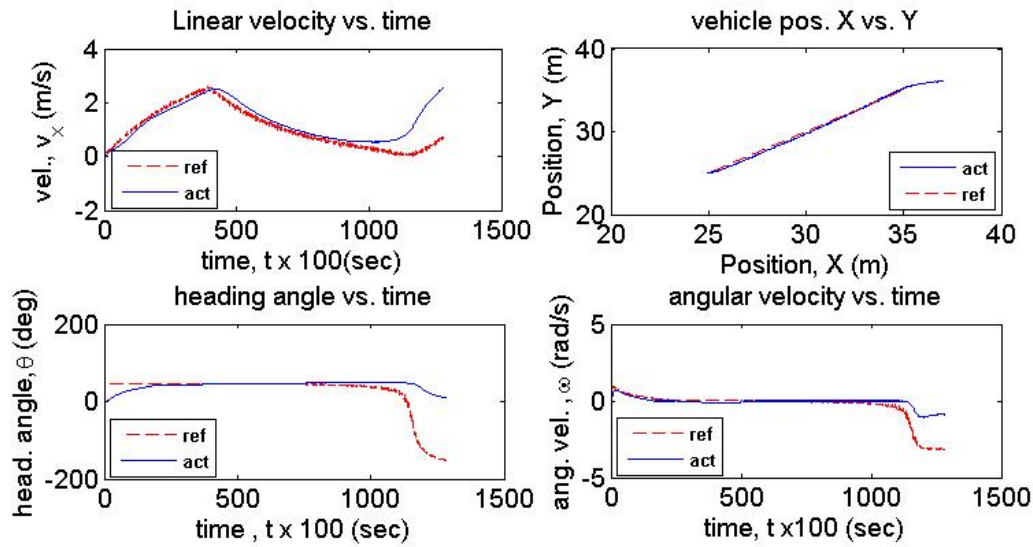 Linear velocity vs. time
vel., v_x (m/s)
4
2
0
-2
ref
act
0 500 1000 1500
time, t x 100(sec)
vehicle pos. X vs. Y
Position, Y (m)
40
30
20
act
ref
20 25 30 35 40
Position, X (m)
heading angle vs. time
head. angle, θ (deg)
200
0
-200
ref
act
0 500 1000 1500
time , t x 100 (sec)
angular velocity vs. time
ang. vel. , ω (rad/s)
5
0
-5
ref
act
0 500 1000 1500
time, t x100 (sec)